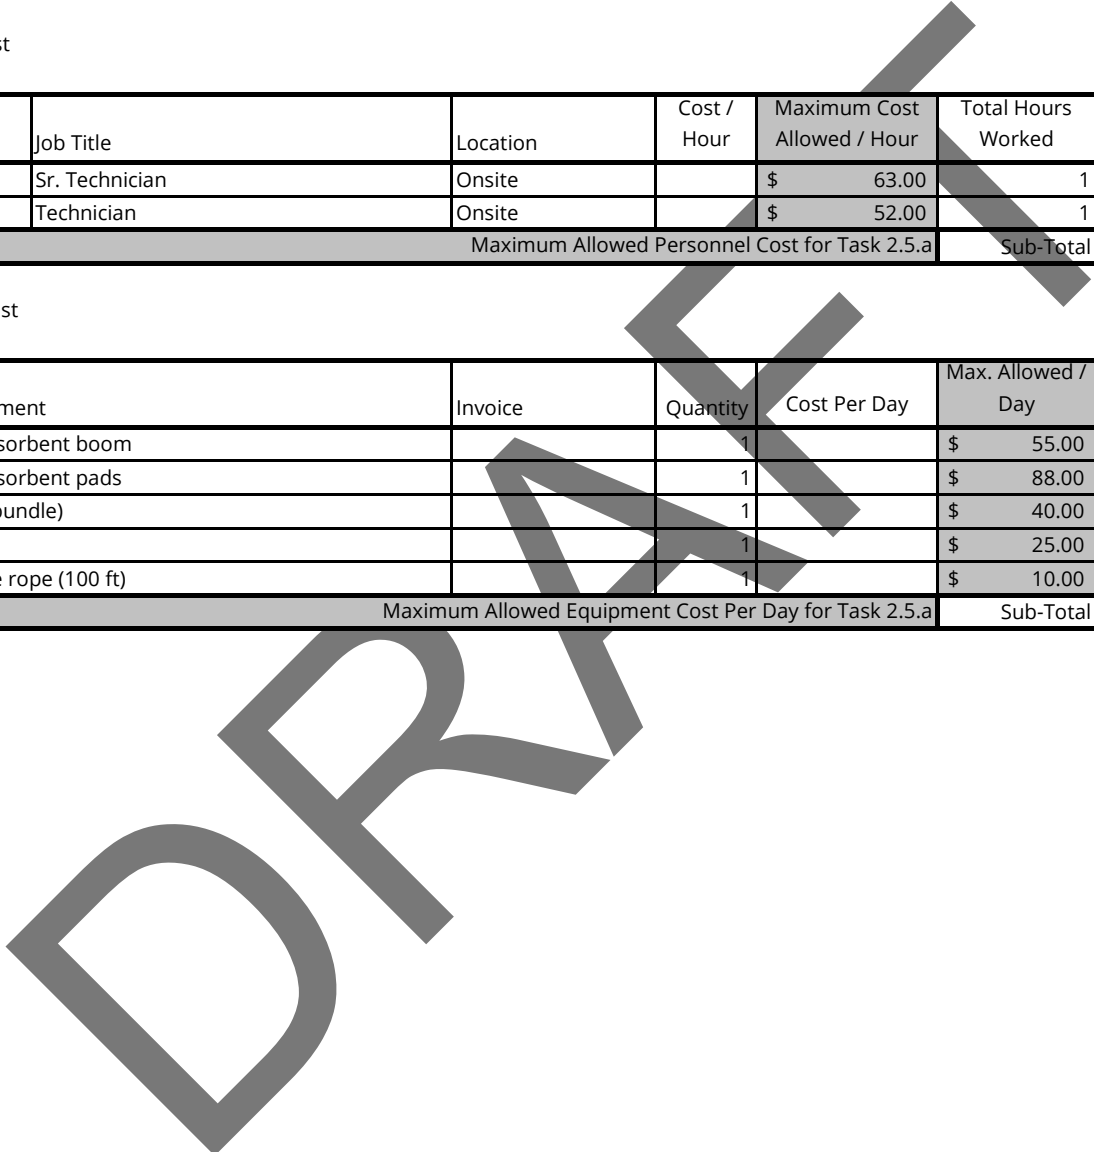 st
Cost / Maximum Cost Total Hours
Job Title Location Hour Allowed / Hour Worked
Sr. Technician Onsite $ 63.00 1
Technician Onsite $ 52.00 1
Maximum Allowed Personnel Cost for Task 2.5.a Sub-Total
st
Max. Allowed /
ment Invoice Quantity Cost Per Day Day
sorbent boom 1 $ 55.00
sorbent pads 1 $ 88.00
bundle) 1 $ 40.00
1 $ 25.00
e rope (100 ft) 1 $ 10.00
Maximum Allowed Equipment Cost Per Day for Task 2.5.a Sub-Total
DRAFT